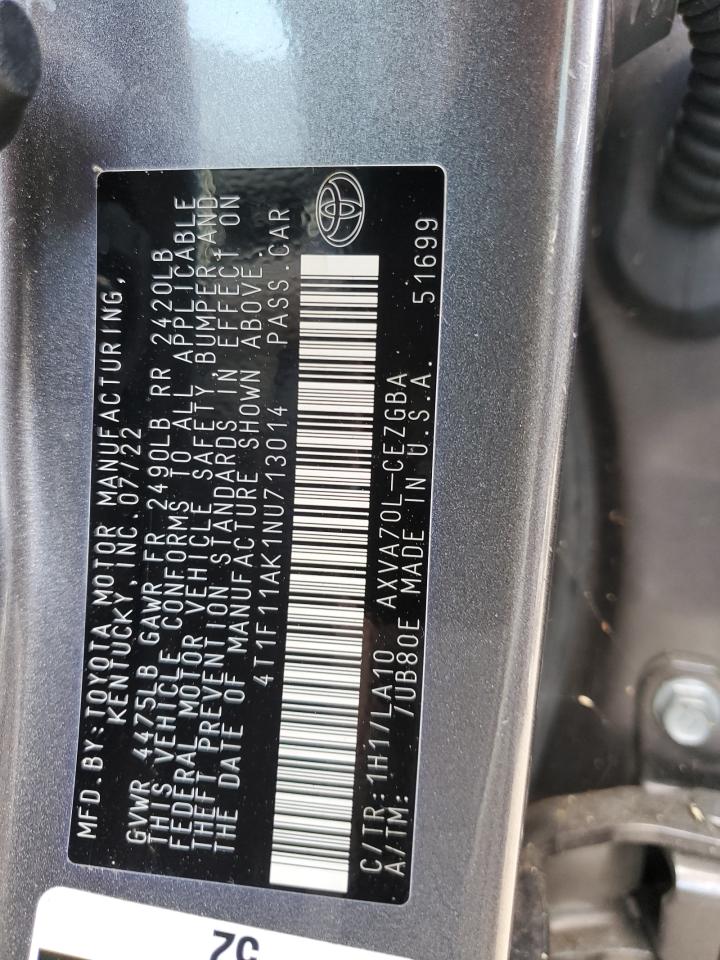 MFD.BY:TOYOTA MOTOR MANUFACTURING,
KENTUCKY,INC. 07/22
GVWR 4475LB GAWR FR 2490LB RR 2420LB
THIS VEHICLE CONFORMS TO ALL APPLICABLE
FEDERAL MOTOR VEHICLE SAFETY,BUMPER,AND
THEFT PREVENTION STANDARDS IN EFFECT ON
THE DATE OF MANUFACTURE SHOWN ABOVE.
4T1F11AK1NU713014 PASS.CAR
C/TR:1H1/LA10 AXVA70L-CEZGBA
A/TM: /UB80E MADE IN U.S.A. 51699